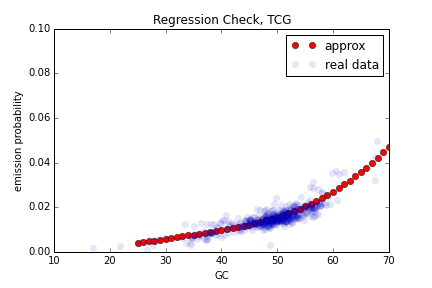 Regression Check, TCG
approx
real data
0.10
0.08
0.06
0.04
0.02
0.00
emission probability
10
20
30
40
50
60
70
GC